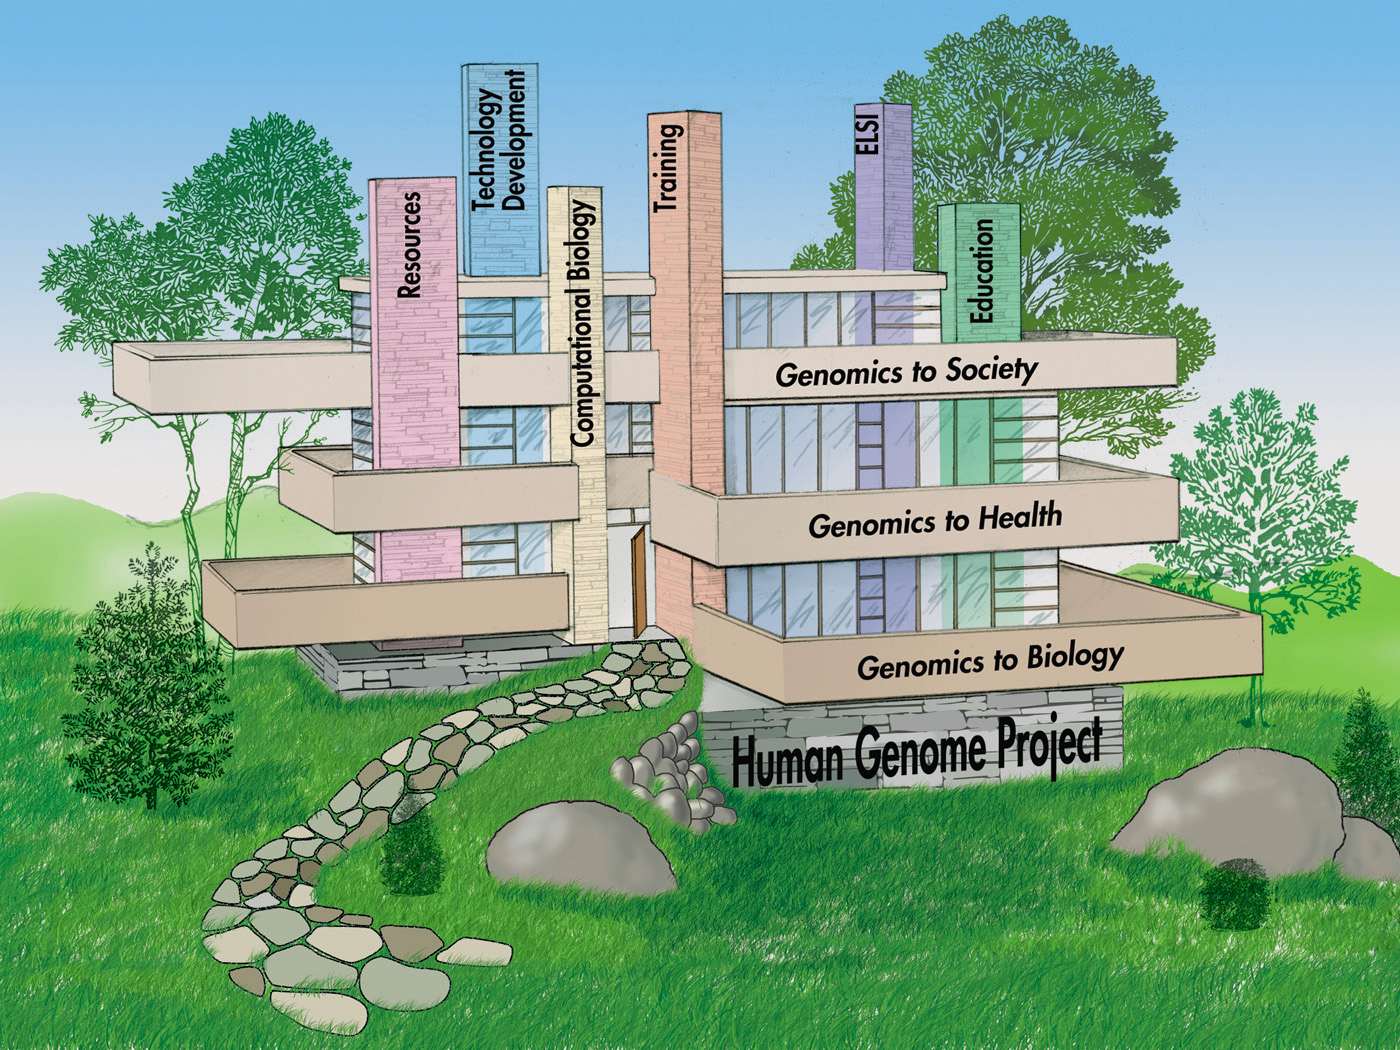 Resources
Technology
Development
Computational Biology
Training
ELSI
Education
Genomics to Society
Genomics to Health
Genomics to Biology
Human Genome Project